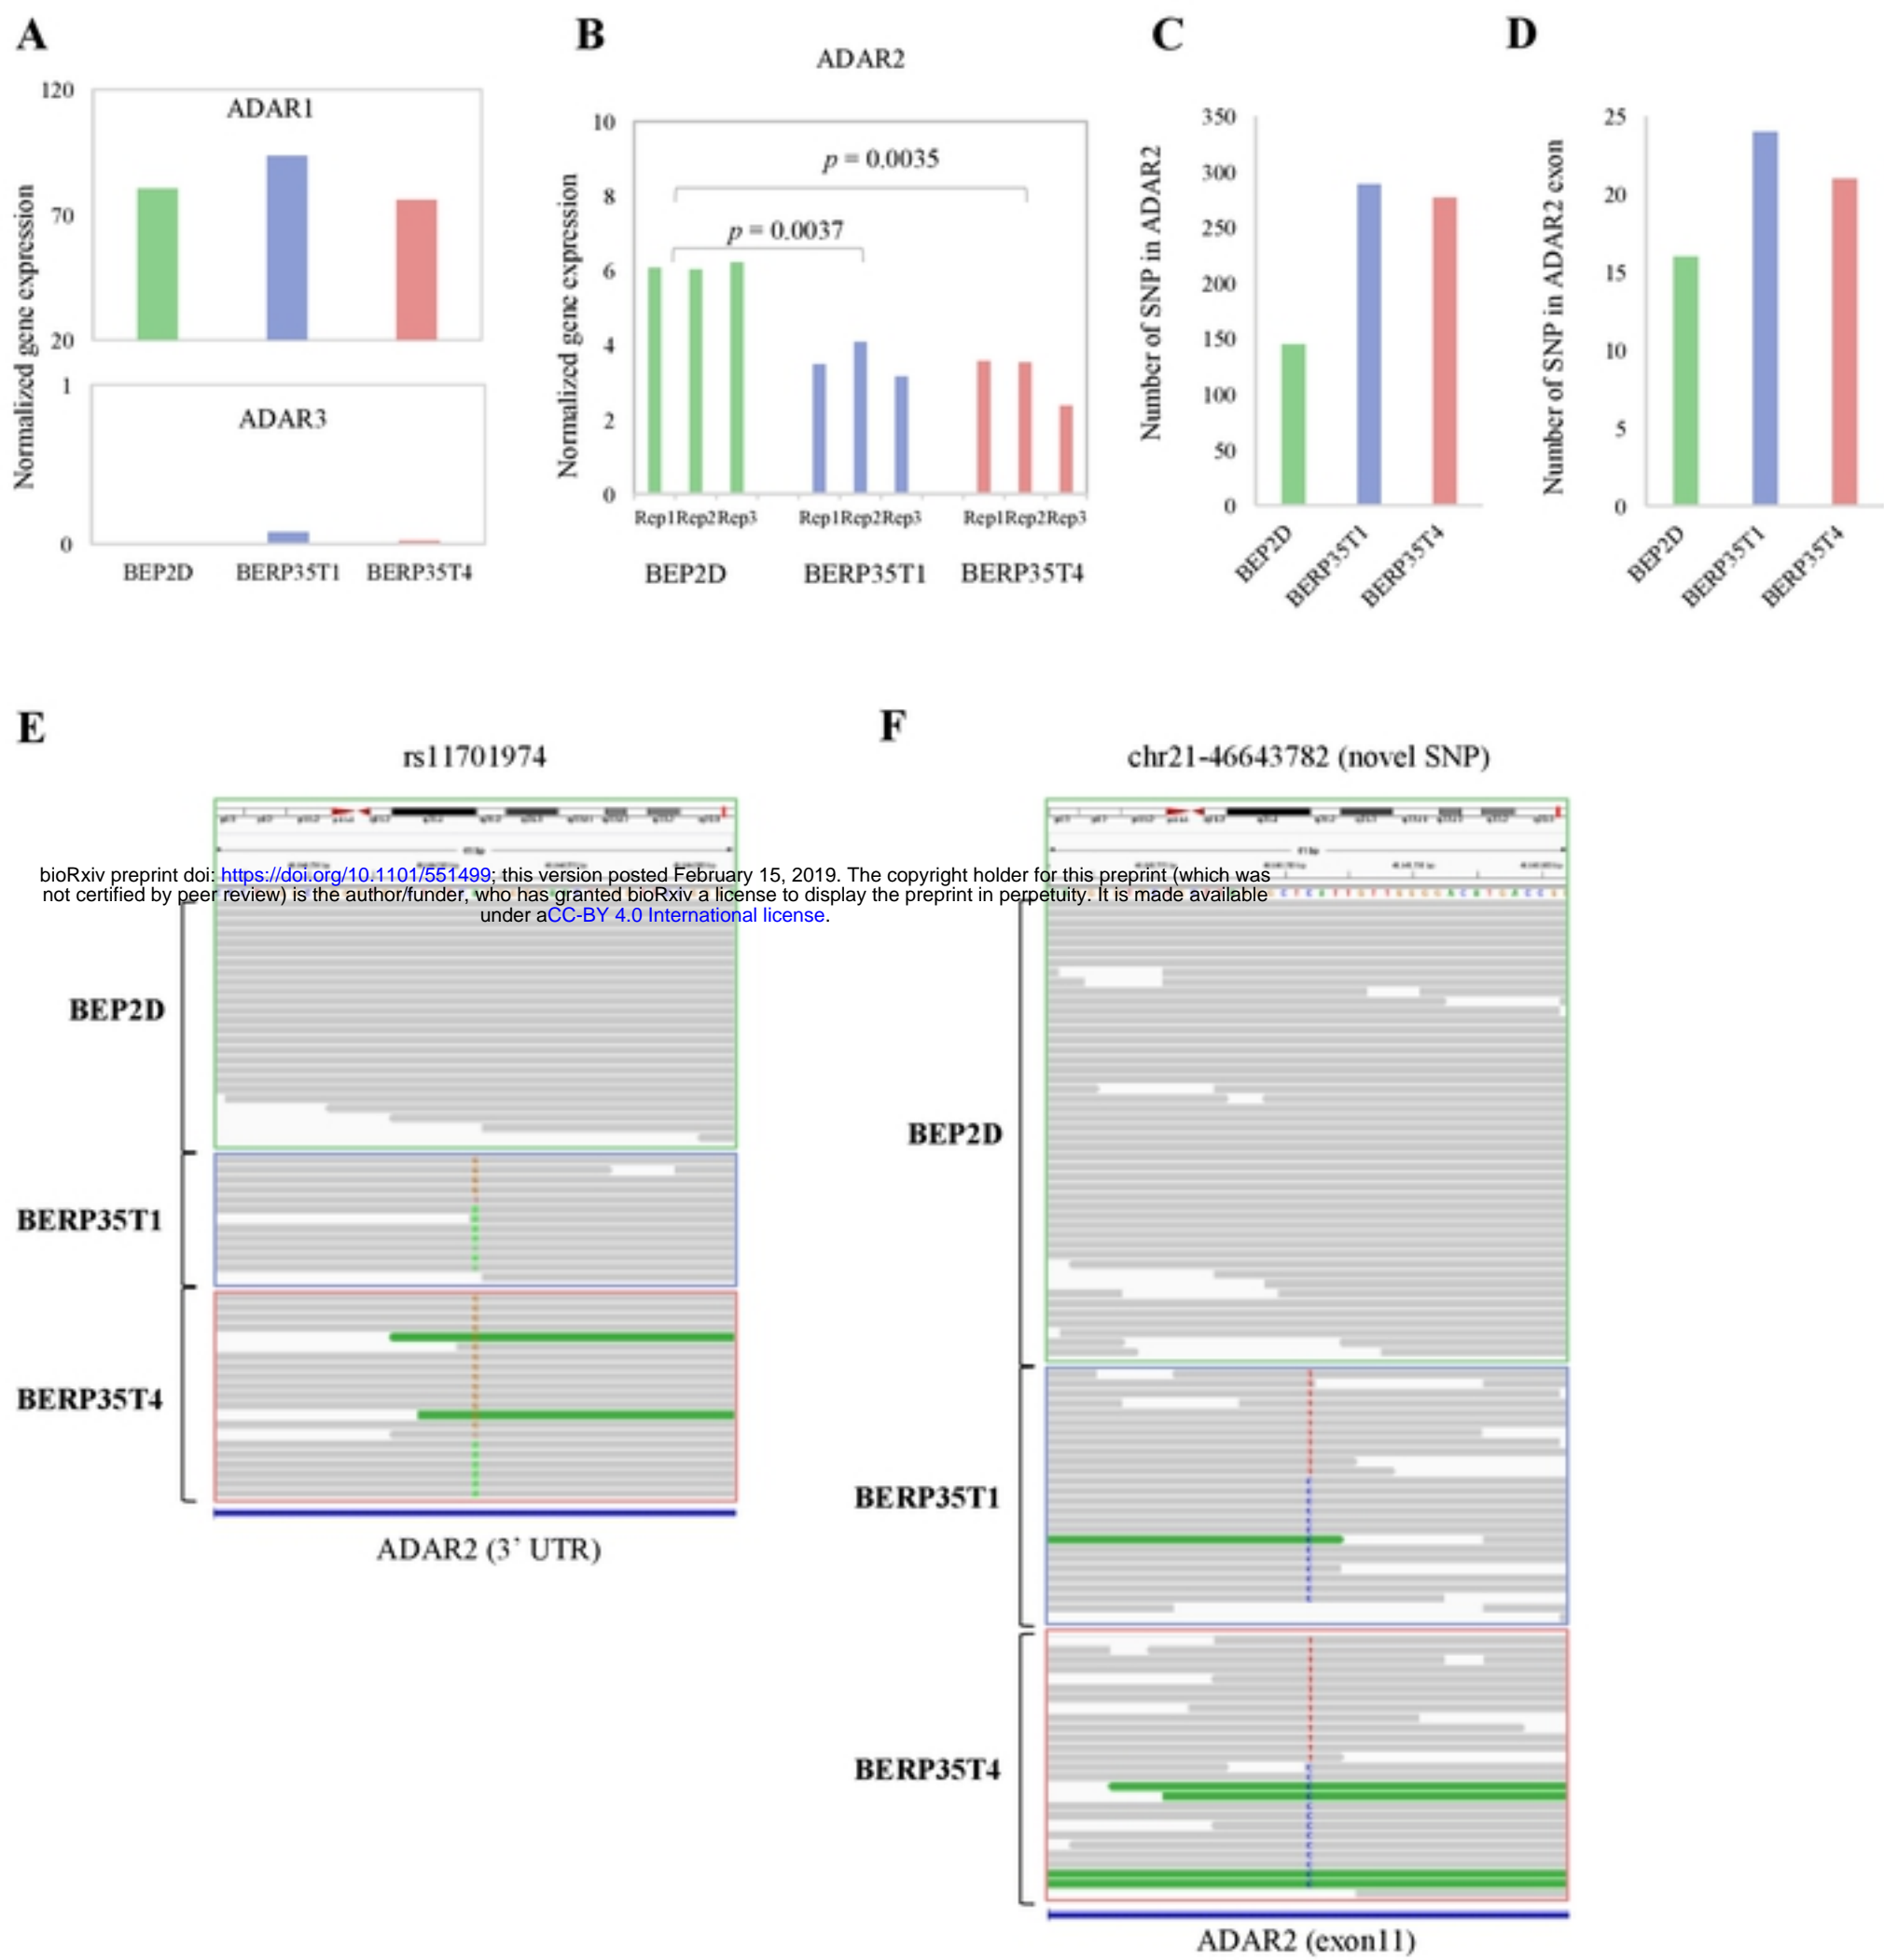 A
ADAR1
120
70
20
Normalized gene expression
ADAR3
1
0
BEP2D BERP35T1 BERP35T4
B
ADAR2
10
8
6
4
2
0
Normalized gene expression
p = 0.0035
p = 0.0037
Rep1Rep2Rep3 Rep1Rep2Rep3 Rep1Rep2Rep3
BEP2D BERP35T1 BERP35T4
C
Number of SNP in ADAR2
350
300
250
200
150
100
50
0
BEP2D
BERP35T1
BERP35T4
D
Number of SNP in ADAR2 exon
25
20
15
10
5
0
BEP2D
BERP35T1
BERP35T4
E
rs11701974
bioRxiv preprint doi: https://doi.org/10.1101/551499; this version posted February 15, 2019. The copyright holder for this preprint (which was
not certified by peer review) is the author/funder, who has granted bioRxiv a license to display the preprint in perpetuity. It is made available
under aCC-BY 4.0 International license.
BEP2D
BERP35T1
BERP35T4
ADAR2 (3' UTR)
F
chr21-46643782 (novel SNP)
C T C A T T G T T G G G G A C A T G A C C G
BEP2D
BERP35T1
BERP35T4
ADAR2 (exon11)